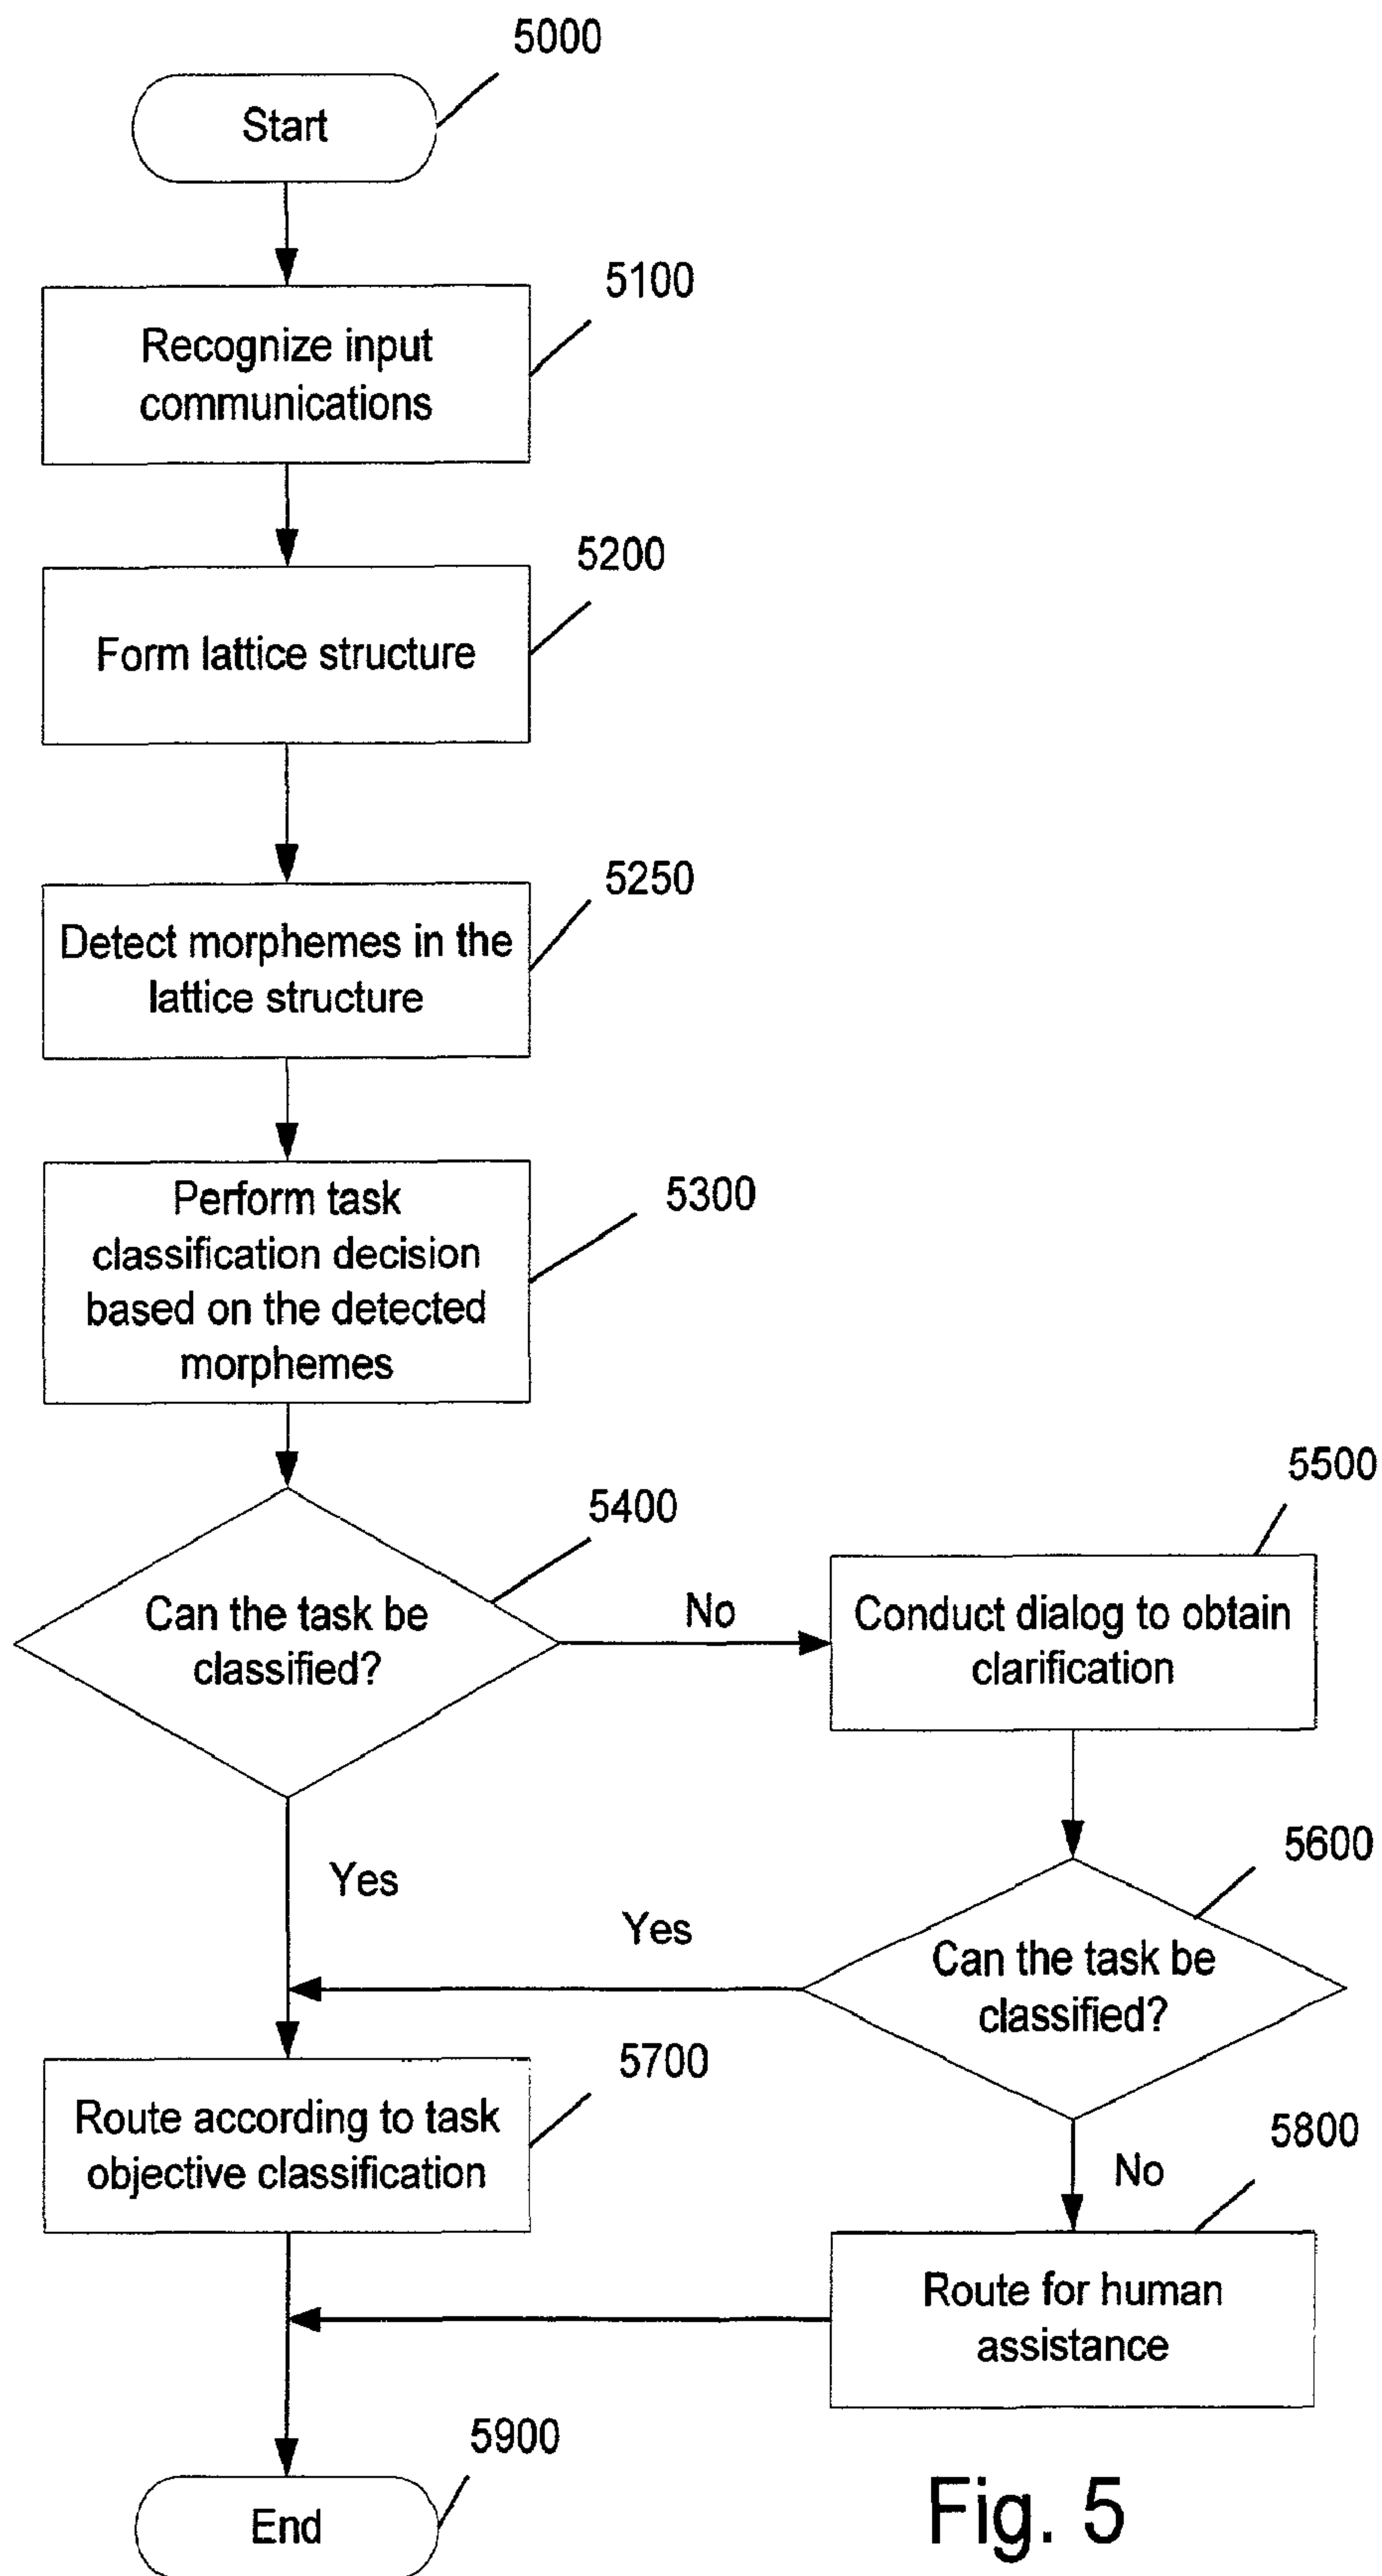 5000
Start
5100
Recognize input
communications
5200
Form lattice structure
5250
Detect morphemes in the
lattice structure
5300
Perform task
classification decision
based on the detected
morphemes
5400
Can the task be
classified?
No
5500
Conduct dialog to obtain
clarification
Yes
5600
Can the task be
classified?
Yes
5700
Route according to task
objective classification
No
5800
Route for human
assistance
5900
End
Fig. 5